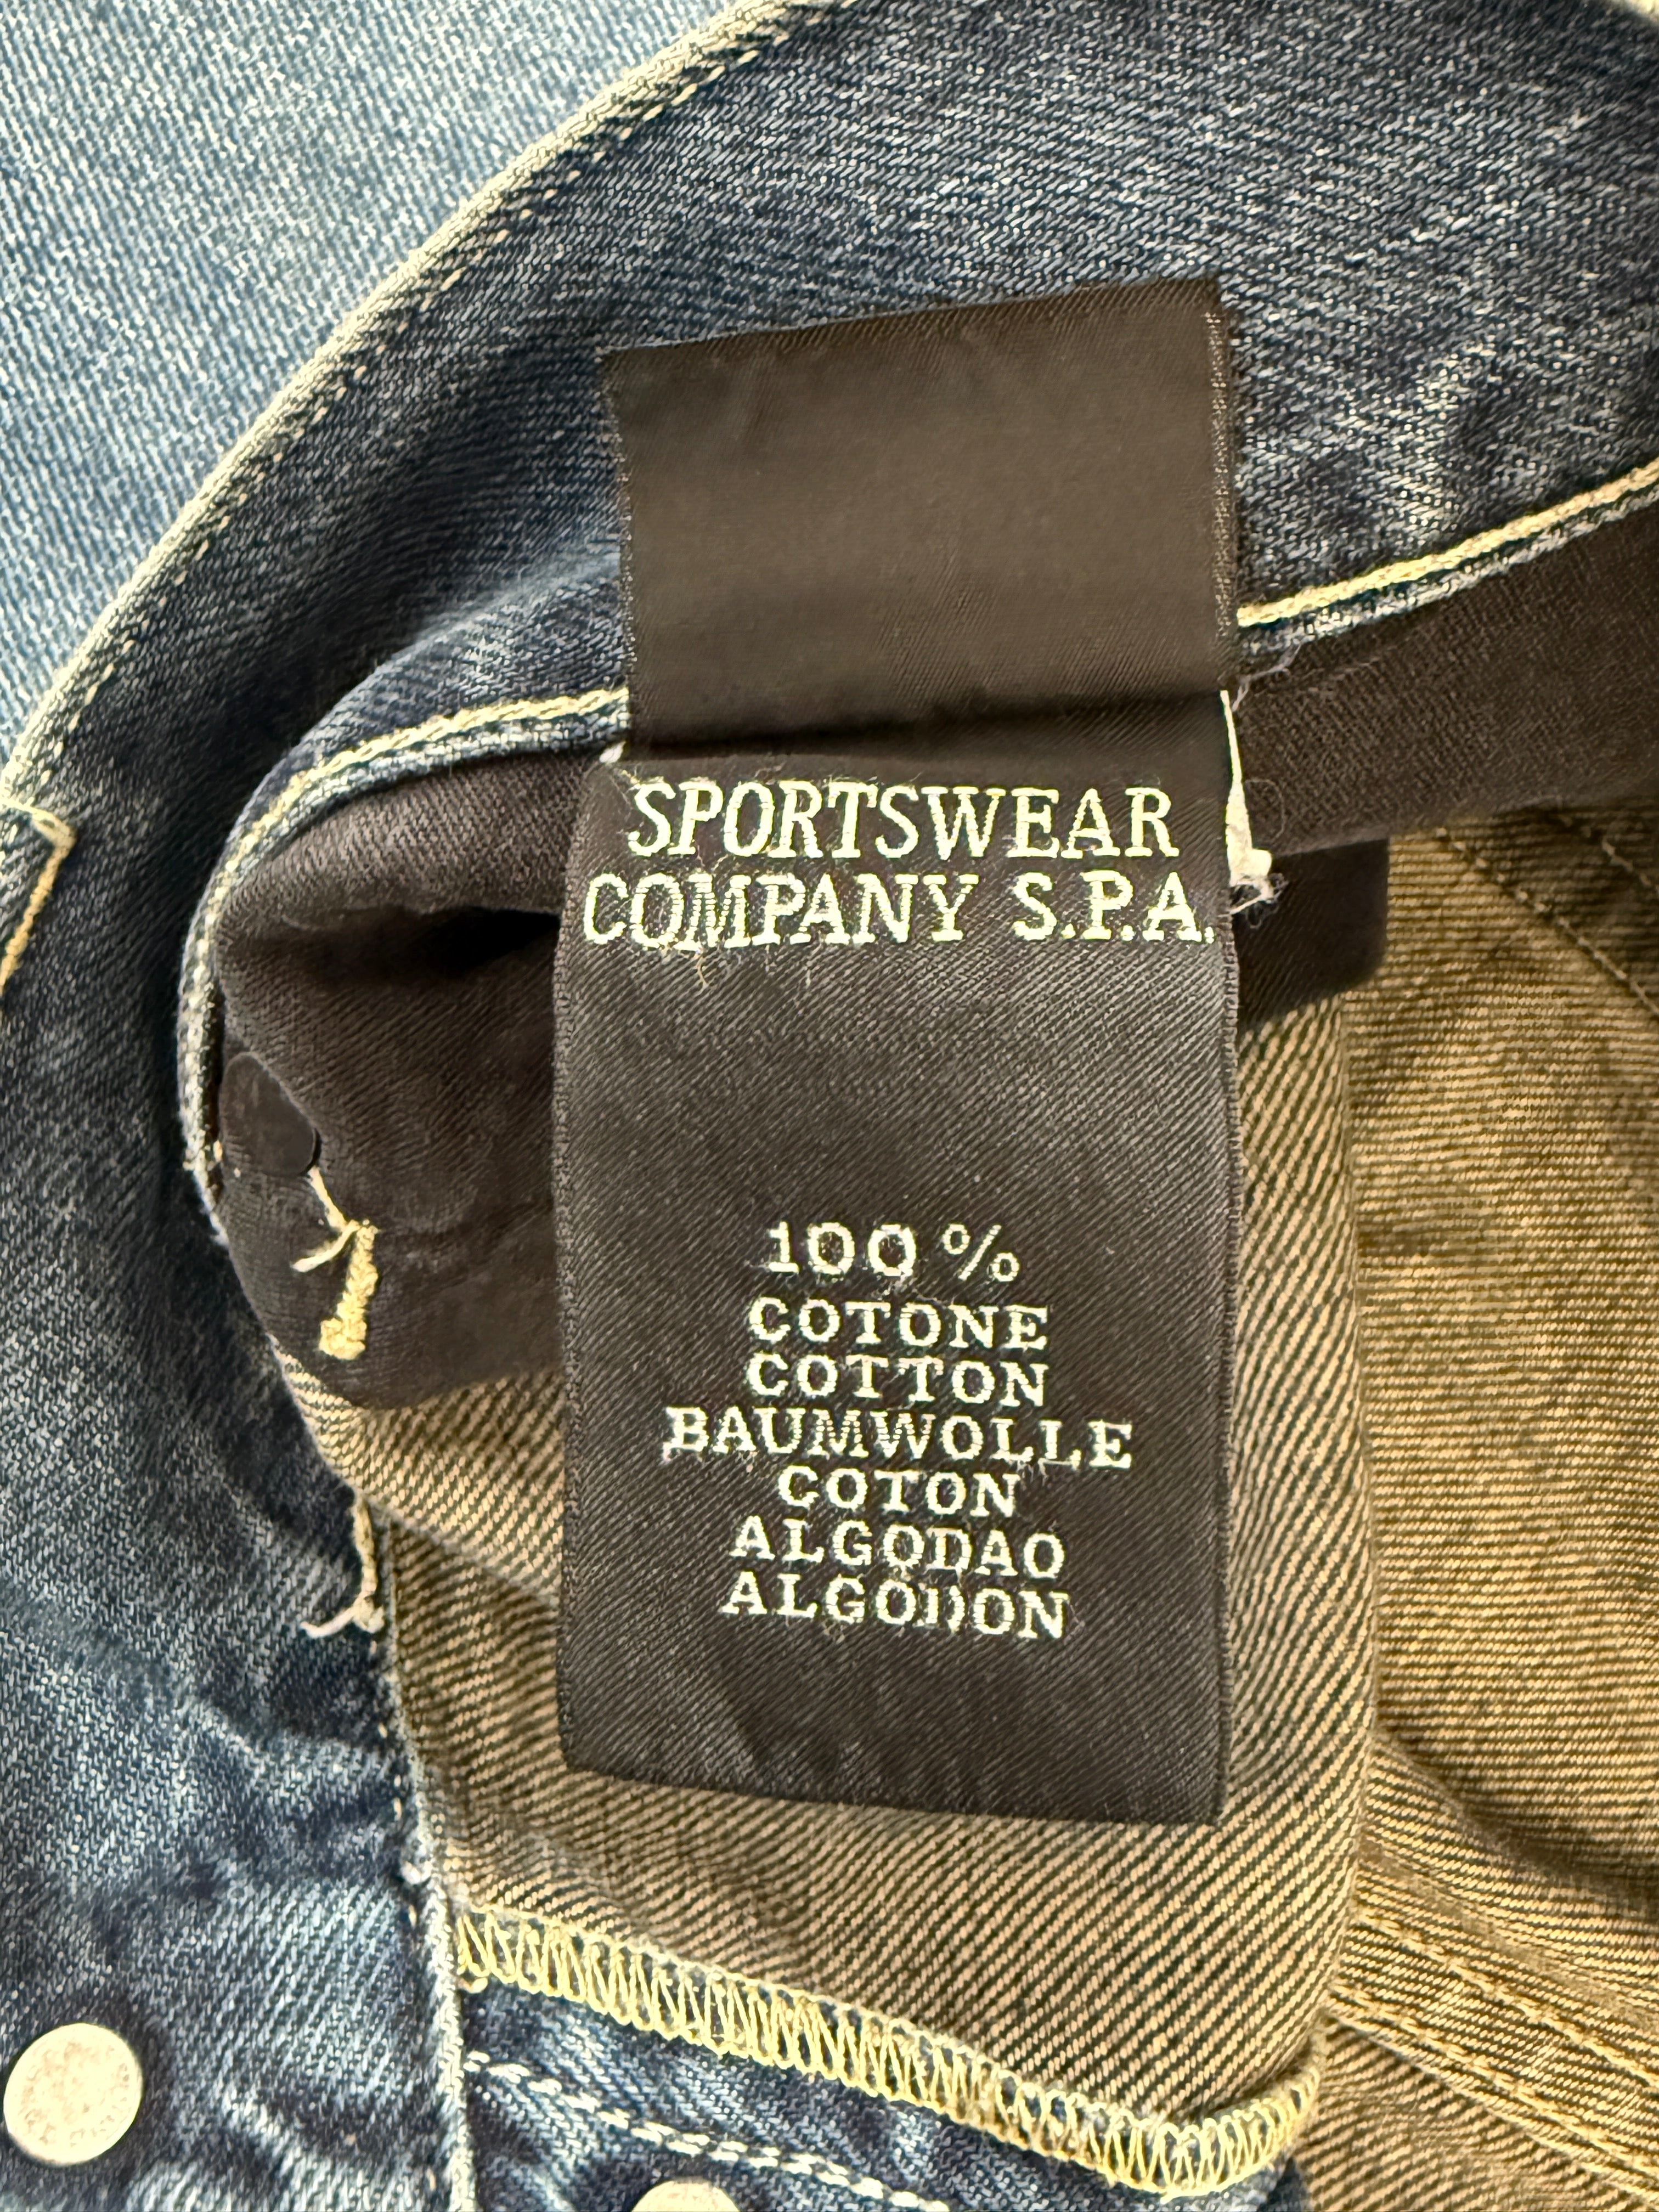 SPORTSWEAR
COMPANY S.P.A.
100 %
COTONE
COTTON
BAUMWOLLE
COTON
ALGODAO
ALGODON